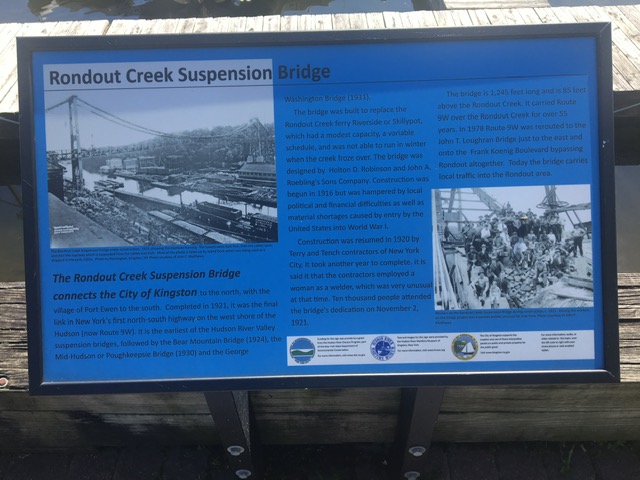 Rondout Creek Suspension Bridge
The Rondout Creek Suspension Bridge
connects the City of Kingston to the north, with the
village of Port Ewen to the south. Completed in 1921, it was the final
link in New York's first north-south highway on the west shore of the
Hudson (now Route 9W). It is the earliest of the Hudson River Valley
suspension bridges, followed by the Bear Mountain Bridge (1924), the
Mid-Hudson or Poughkeepsie Bridge (1930) and the George
Washington Bridge (1931).
The bridge was built to replace the
Rondout Creek ferry Riverside or Skillypot,
which had a modest capacity, a variable
schedule, and was not able to run in winter
when the creek froze over. The bridge was
designed by Holton D. Robinson and John A.
Roebling's Sons Company. Construction was
begun in 1916 but was hampered by local
political and financial difficulties as well as
material shortages caused by entry by the
United States into World War I.
Construction was resumed in 1920 by
Terry and Tench contractors of New York
City, it took another year to complete. It is
said it that the contractors employed a
woman as a welder, which was very unusual
at that time. Ten thousand people attended
the bridge's dedication on November 2,
1921.
The bridge is 1,145 feet long and is 85 feet
above the Rondout Creek. It carried Route
9W over the Rondout Creek for over 55
years. In 1978 Route 9W was rerouted to the
John T. Loughran Bridge just to the east and
onto the Frank Koenig Boulevard bypassing
Rondout altogether. Today the bridge carries
local traffic into the Rondout area.